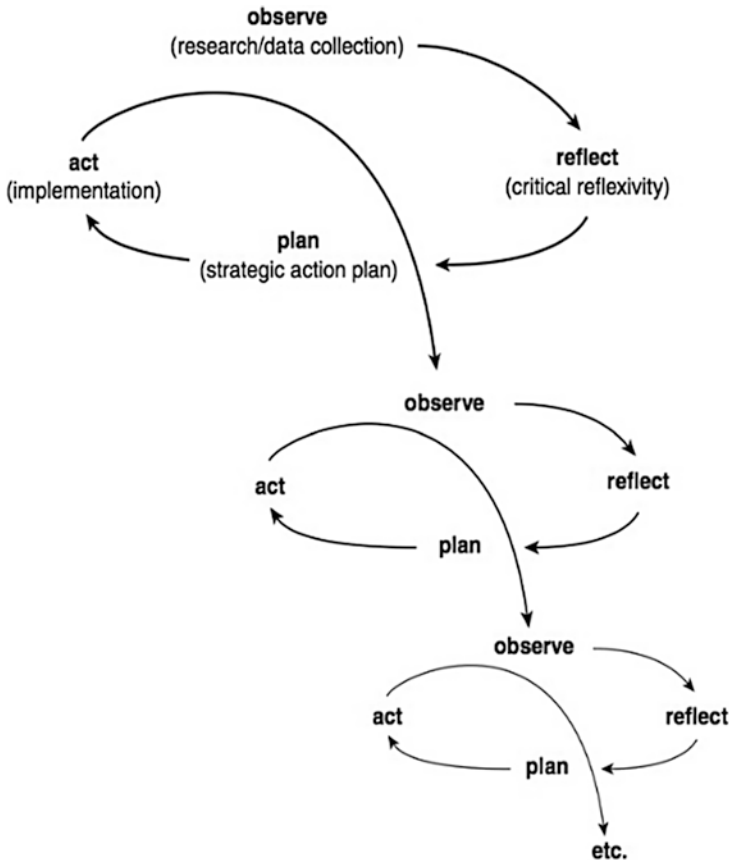 observe
(research/data collection)
reflect
(critical reflexivity)
plan
(strategic action plan)
act
(implementation)
observe
reflect
plan
act
observe
reflect
plan
act
etc.